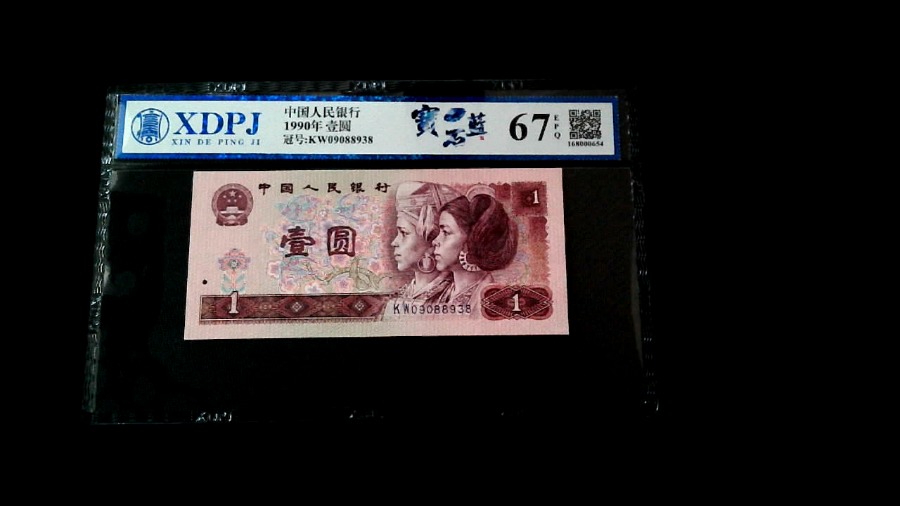 XDPJ
XIN DE PING JI
中国人民银行
1990年 壹圆
冠号:KW09088938
67
EPQ
168000654
中国人民银行
1
壹圆
1
KW09088938
1